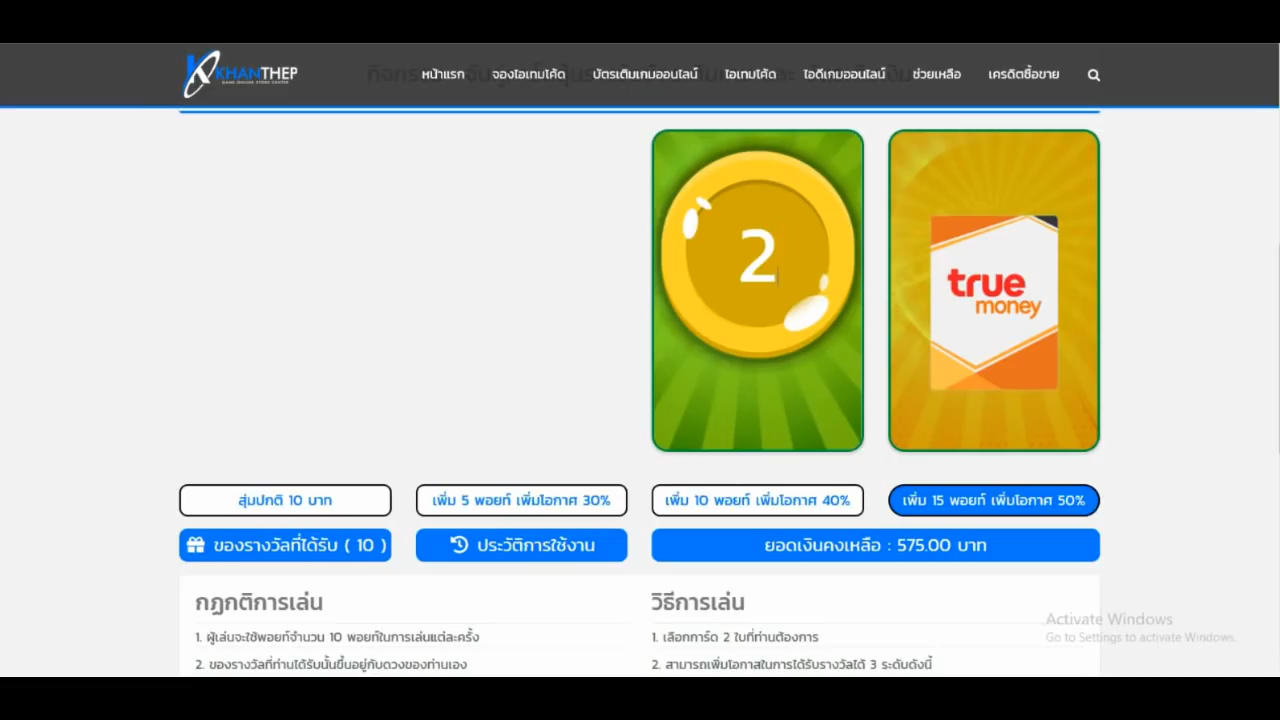 KHANTHEP
GAME ONLINE STORE CENTER
หน้าแรก
จองไอเทมโค้ด
บัตรเติมเกมออนไลน์
ไอเทมโค้ด
ไอดีเกมออนไลน์
ช่วยเหลือ
เครดิตซื้อขาย
2
true
money
สุ่มปกติ 10 บาท
เพิ่ม 5 พอยท์ เพิ่มโอกาศ 30%
เพิ่ม 10 พอยท์ เพิ่มโอกาศ 40%
เพิ่ม 15 พอยท์ เพิ่มโอกาศ 50%
ของรางวัลที่ได้รับ ( 10 )
ประวัติการใช้งาน
ยอดเงินคงเหลือ : 575.00 บาท
กฏกติการเล่น
1. ผู้เล่นจะใช้พอยท์จำนวน 10 พอยท์ในการเล่นแต่ละครั้ง
2. ของรางวัลที่ท่านได้รับนั้นขึ้นอยู่กับดวงของท่านเอง
วิธีการเล่น
1. เลือกการ์ด 2 ใบที่ท่านต้องการ
2. สามารถเพิ่มโอกาสในการได้รับรางวัลได้ 3 ระดับดังนี้
Activate Windows
Go to Settings to activate Windows.